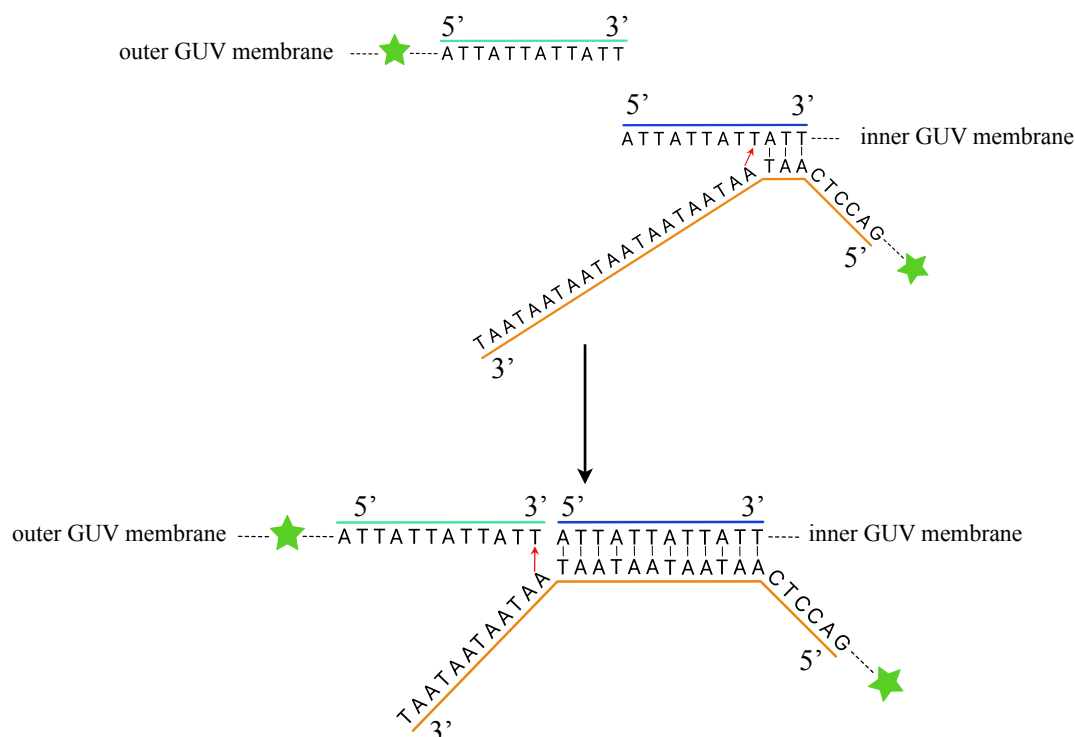 5’ 3’
outer GUV membrane ATTATTATTATT
5’ 3’
ATTATTATTATT inner GUV membrane
TAATAATAATAATAATAATAA TAA CTCCAG
5’
3’
5’ 3’ 5’ 3’
outer GUV membrane ATTATTATTATT ATTATTATTATT inner GUV membrane
TAATAATAATAA TAATAATAATAA CTCCAG
5’
3’